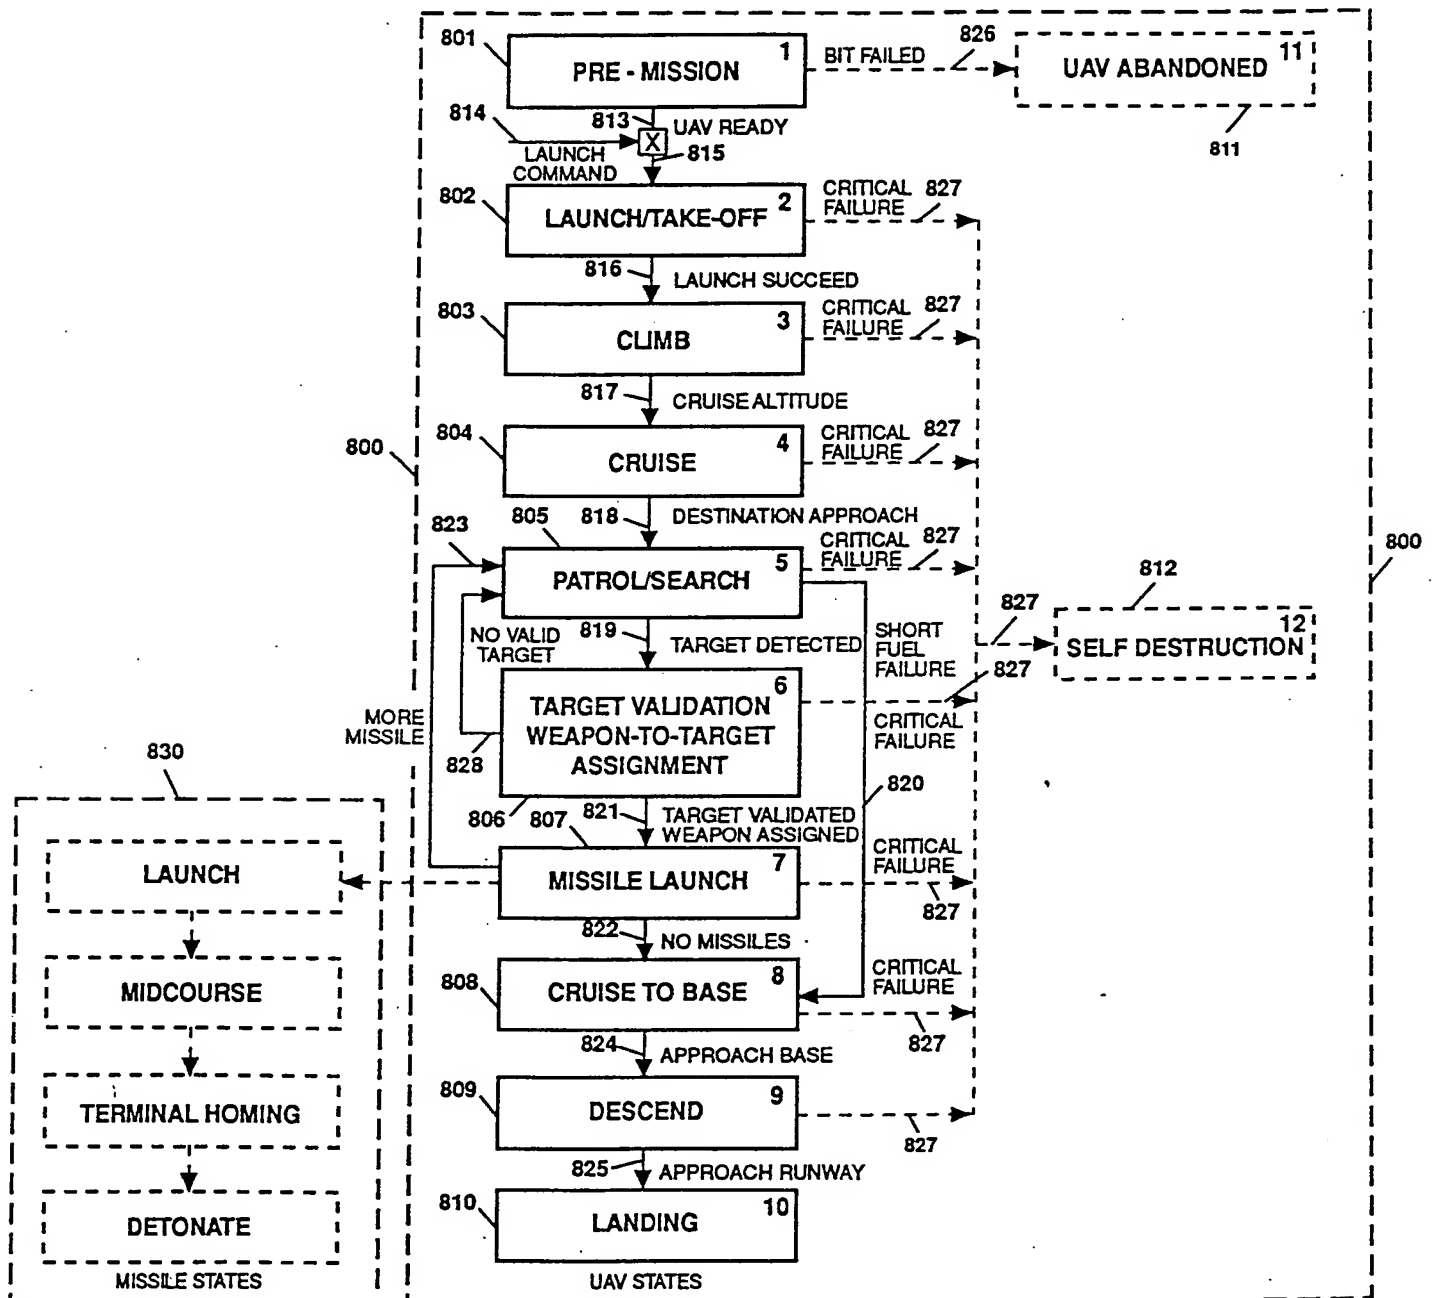 801
PRE - MISSION
1
BIT FAILED
826
UAV ABANDONED
11
811
813
UAV READY
814
X
LAUNCH
COMMAND
815
802
LAUNCH/TAKE-OFF
2
CRITICAL
FAILURE
827
816
LAUNCH SUCCEED
803
CLIMB
3
CRITICAL
FAILURE
827
817
CRUISE ALTITUDE
804
CRUISE
4
CRITICAL
FAILURE
827
800
818
DESTINATION APPROACH
823
805
PATROL/SEARCH
5
CRITICAL
FAILURE
827
800
812
SELF DESTRUCTION
12
827
NO VALID
TARGET
819
TARGET DETECTED
SHORT
FUEL
FAILURE
827
TARGET VALIDATION
WEAPON-TO-TARGET
ASSIGNMENT
6
CRITICAL
FAILURE
MORE
MISSILE
828
806
820
821
TARGET VALIDATED
WEAPON ASSIGNED
807
MISSILE LAUNCH
7
CRITICAL
FAILURE
827
830
LAUNCH
MIDCOURSE
TERMINAL HOMING
DETONATE
MISSILE STATES
822
NO MISSILES
808
CRUISE TO BASE
8
CRITICAL
FAILURE
827
824
APPROACH BASE
809
DESCEND
9
827
825
APPROACH RUNWAY
810
LANDING
10
UAV STATES